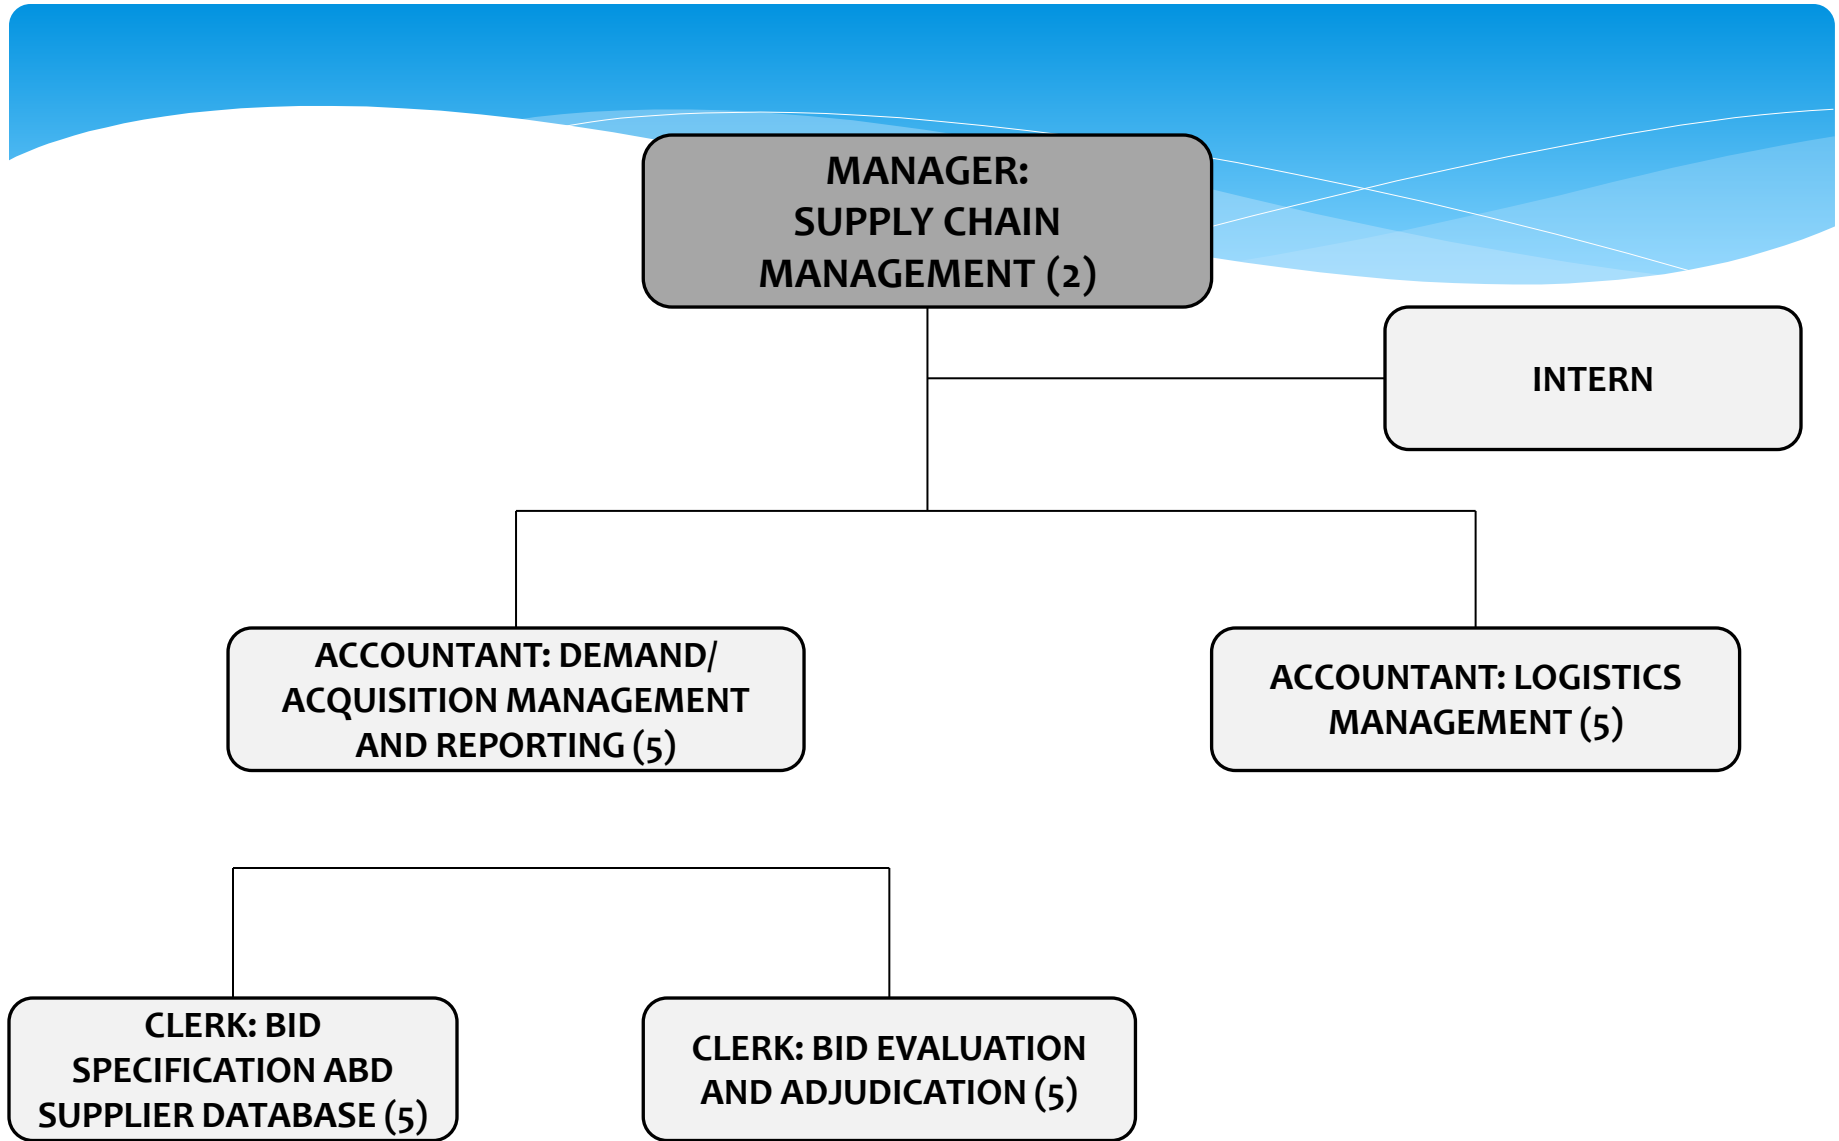 MANAGER:
SUPPLY CHAIN
MANAGEMENT (2)
INTERN
ACCOUNTANT: DEMAND/
ACQUISITION MANAGEMENT
AND REPORTING (5)
ACCOUNTANT: LOGISTICS
MANAGEMENT (5)
CLERK: BID
SPECIFICATION ABD
SUPPLIER DATABASE (5)
CLERK: BID EVALUATION
AND ADJUDICATION (5)